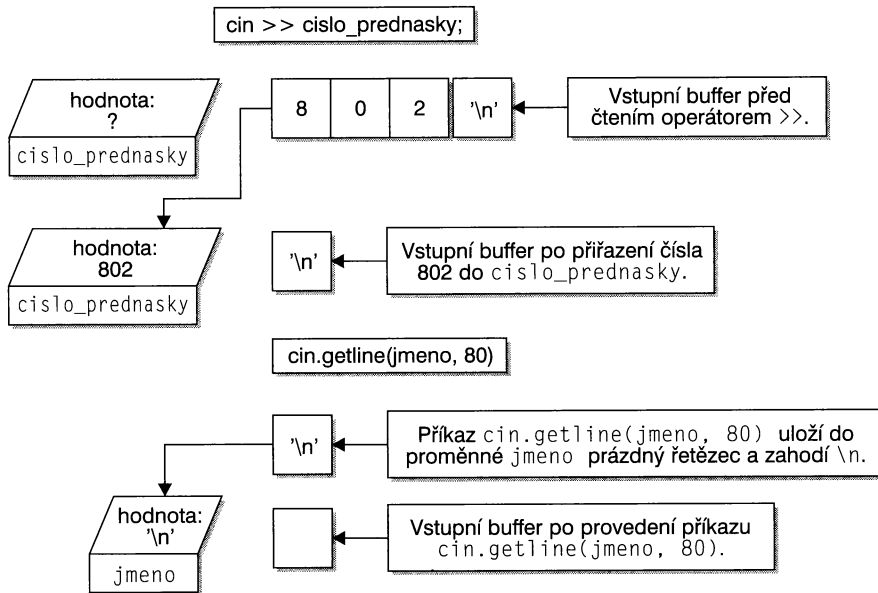 cin >> cislo_prednasky;
hodnota:
?
cislo_prednasky
8 0 2 '\n'
Vstupní buffer před
čtením operátorem >>.
hodnota:
802
cislo_prednasky
'\n'
Vstupní buffer po přiřazení čísla
802 do cislo_prednasky.
cin.getline(jmeno, 80)
'\n'
Příkaz cin.getline(jmeno, 80) uloží do
proměnné jmeno prázdný řetězec a zahodí \n.
hodnota:
'\n'
jmeno
Vstupní buffer po provedení příkazu
cin.getline(jmeno, 80).